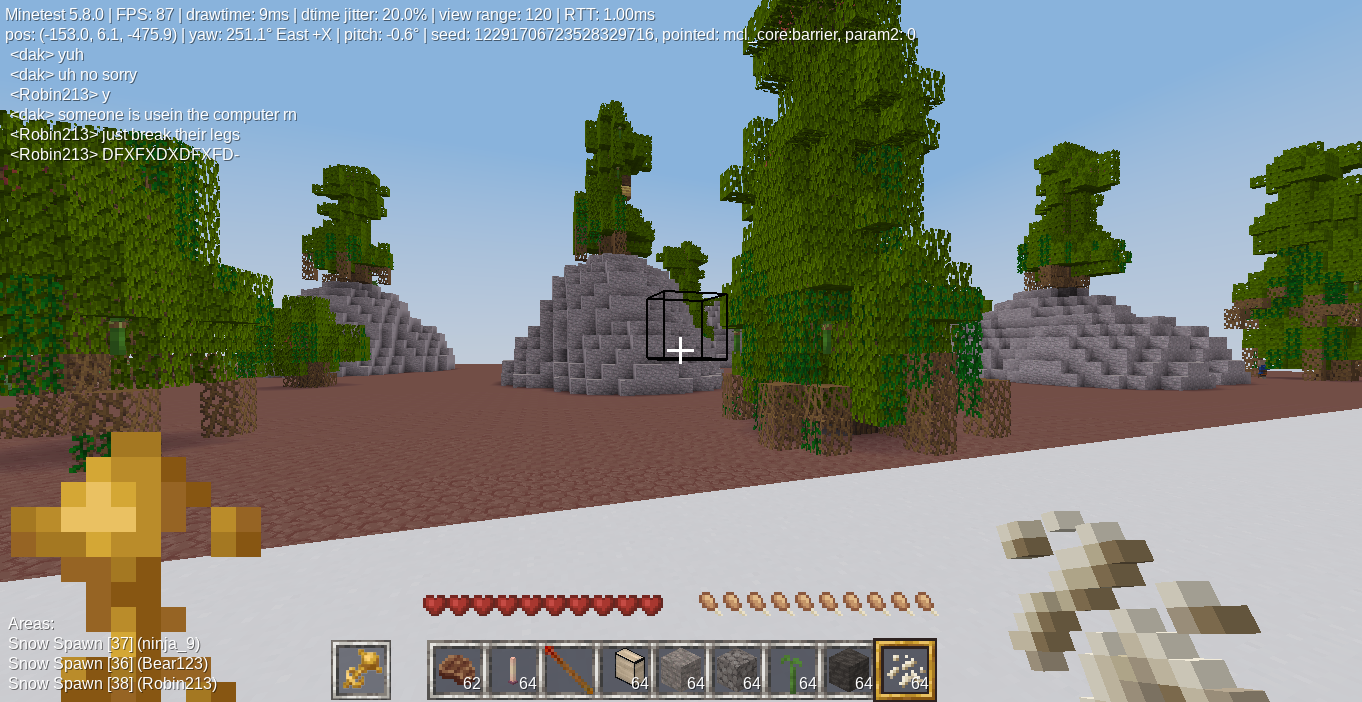 Minetest 5.8.0 | FPS: 87 | drawtime: 9ms | dtime jitter: 20.0% | view range: 120 | RTT: 1.00ms
pos: (-153.0, 6.1, -475.9) | yaw: 251.1° East +X | pitch: -0.6° | seed: 12291706723528329716, pointed: mcl_core:barrier, param2: 0
<dak> yuh
<dak> uh no sorry
<Robin213> y
<dak> someone is usein the computer rn
<Robin213> just break their legs
<Robin213> DFXFXDXDFXFD-
Areas:
Snow Spawn [37] (ninja_9)
Snow Spawn [36] (Bear123)
Snow Spawn [38] (Robin213)
62 64 64 64 64 64 64 64